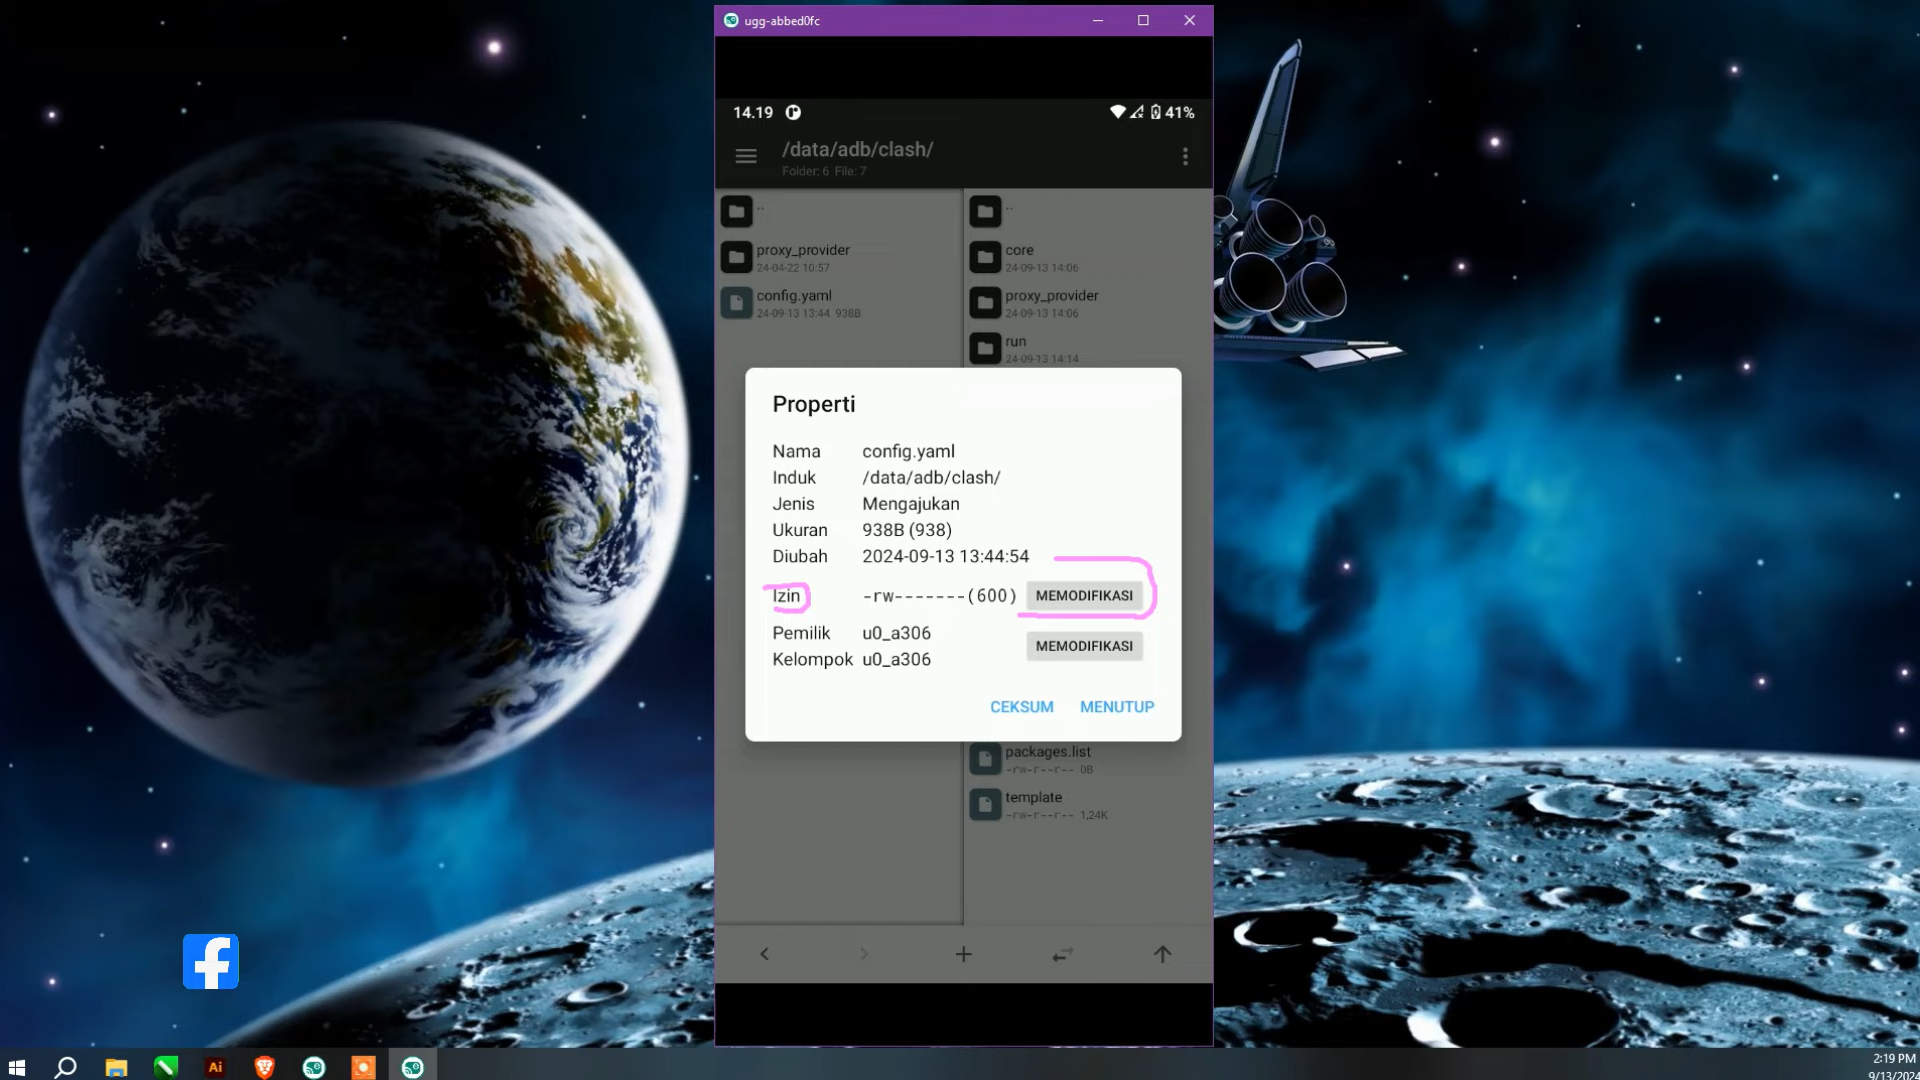 ugg-abbed0fc
14.19
41%
/data/adb/clash/
Folder: 6 File: 7
..
proxy_provider
24-04-22 10:57
config.yaml
24-09-13 13:44 938B
..
core
24-09-13 14:06
proxy_provider
24-09-13 14:06
run
24-09-13 14:14
Properti
Nama config.yaml
Induk /data/adb/clash/
Jenis Mengajukan
Ukuran 938B (938)
Diubah 2024-09-13 13:44:54
Izin -rw-------(600) MEMODIFIKASI
Pemilik u0_a306
MEMODIFIKASI
Kelompok u0_a306
CEKSUM MENUTUP
packages.list
-rw-r--r-- 0B
template
-rw-r--r-- 1,24K
f
Ai
2:19 PM
9/13/2024